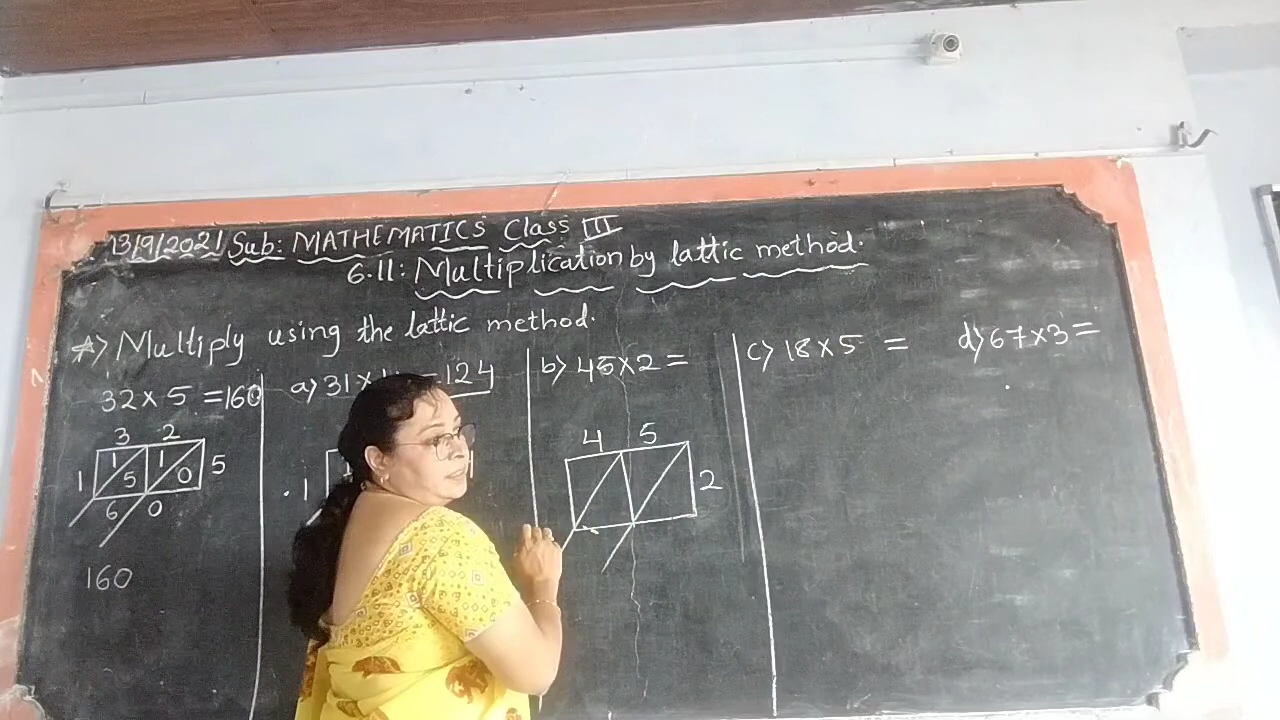 13/9/2021 Sub: MATHEMATICS Class III
6.11: Multiplication by lattic method.
A> Multiply using the lattic method.
32 x 5 = 160
3 2
1 1 5 1 0 5
6 0
160
a) 31 x = 124
1
b) 45 x 2 =
4 5
2
c) 18 x 5 =
d) 67 x 3 =